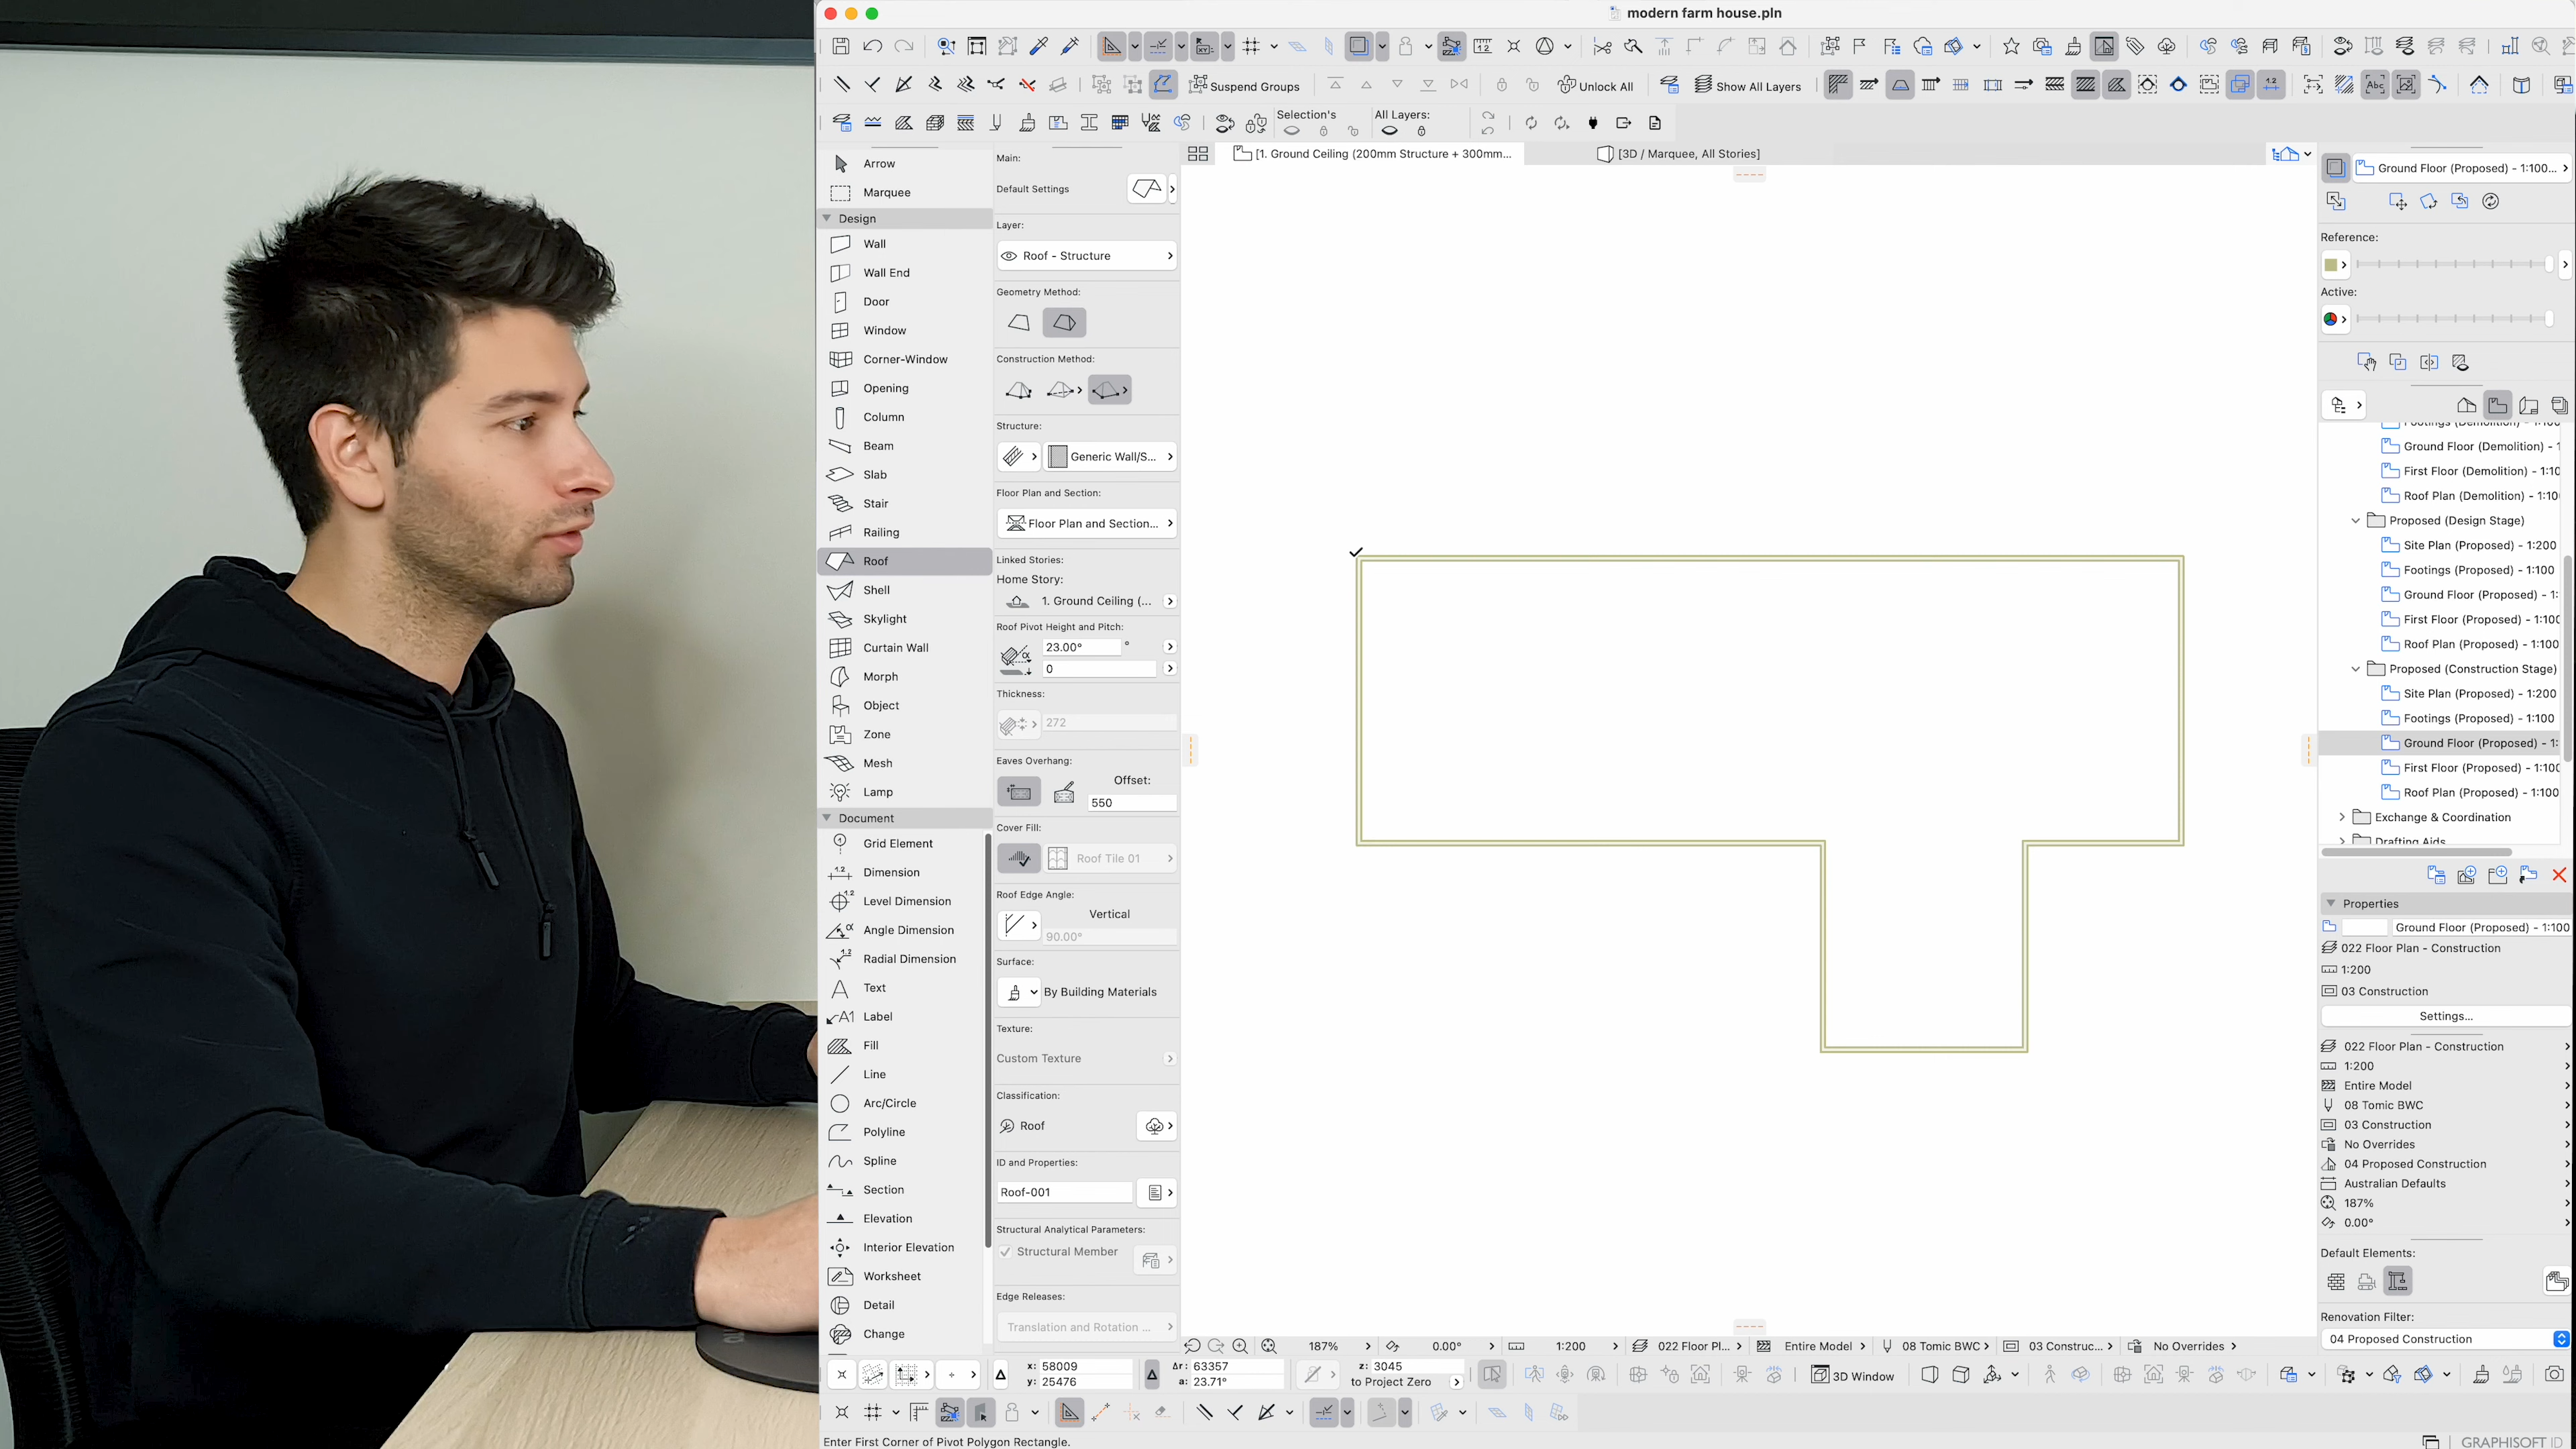 modern farm house.pln
Suspend Groups
Unlock All
Show All Layers
Selection's
All Layers:
Arrow
Marquee
Design
Wall
Wall End
Door
Window
Corner-Window
Opening
Column
Beam
Slab
Stair
Railing
Roof
Shell
Skylight
Curtain Wall
Morph
Object
Zone
Mesh
Lamp
Document
Grid Element
Dimension
Level Dimension
Angle Dimension
Radial Dimension
Text
Label
Fill
Line
Arc/Circle
Polyline
Spline
Section
Elevation
Interior Elevation
Worksheet
Detail
Change
Main:
Default Settings
Layer:
Roof - Structure
Geometry Method:
Construction Method:
Structure:
Generic Wall/S...
Floor Plan and Section:
Floor Plan and Section...
Linked Stories:
Home Story:
1. Ground Ceiling (...
Roof Pivot Height and Pitch:
23.00° °
0
Thickness:
272
Eaves Overhang:
Offset:
550
Cover Fill:
Roof Tile 01
Roof Edge Angle:
Vertical
90.00°
Surface:
By Building Materials
Texture:
Custom Texture
Classification:
Roof
ID and Properties:
Roof-001
Structural Analytical Parameters:
Structural Member
Edge Releases:
Translation and Rotation ...
[1. Ground Ceiling (200mm Structure + 300mm...
[3D / Marquee, All Stories]
Ground Floor (Proposed) - 1:100...
Reference:
Active:
Footings (Demolition) - 1:100
Ground Floor (Demolition) - 1
First Floor (Demolition) - 1:10
Roof Plan (Demolition) - 1:10
Proposed (Design Stage)
Site Plan (Proposed) - 1:200
Footings (Proposed) - 1:100
Ground Floor (Proposed) - 1:
First Floor (Proposed) - 1:100
Roof Plan (Proposed) - 1:100
Proposed (Construction Stage)
Site Plan (Proposed) - 1:200
Footings (Proposed) - 1:100
Ground Floor (Proposed) - 1:
First Floor (Proposed) - 1:100
Roof Plan (Proposed) - 1:100
Exchange & Coordination
Drafting Aids
Properties
Ground Floor (Proposed) - 1:100
022 Floor Plan - Construction
1:200
03 Construction
Settings...
022 Floor Plan - Construction
1:200
Entire Model
08 Tomic BWC
03 Construction
No Overrides
04 Proposed Construction
Australian Defaults
187%
0.00°
Default Elements:
Renovation Filter:
04 Proposed Construction
187%
0.00°
1:200
022 Floor Pl...
Entire Model
08 Tomic BWC
03 Construc...
No Overrides
x: 58009
y: 25476
Δr: 63357
a: 23.71°
z: 3045
to Project Zero
3D Window
Enter First Corner of Pivot Polygon Rectangle.
GRAPHISOFT ID